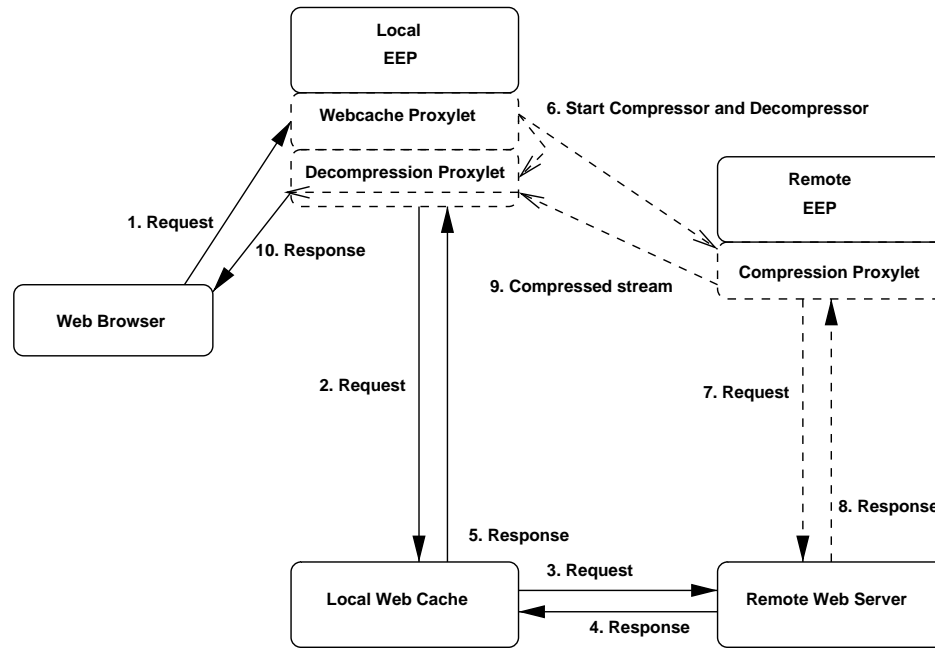 Local
EEP
Webcache Proxylet
6. Start Compressor and Decompressor
Decompression Proxylet
Remote
EEP
1. Request
10. Response
Compression Proxylet
9. Compressed stream
Web Browser
2. Request
7. Request
8. Response
5. Response
3. Request
Local Web Cache
Remote Web Server
4. Response